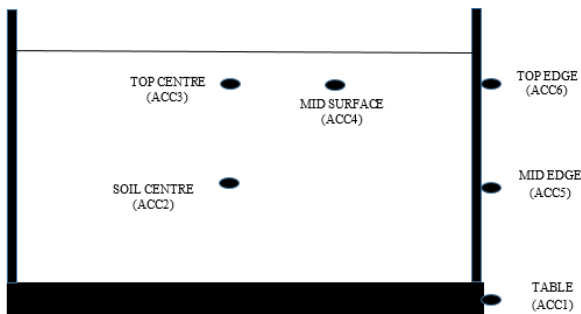 TOP CENTRE
(ACC3)
MID SURFACE
(ACC4)
TOP EDGE
(ACC6)
SOIL CENTRE
(ACC2)
MID EDGE
(ACC5)
TABLE
(ACC1)